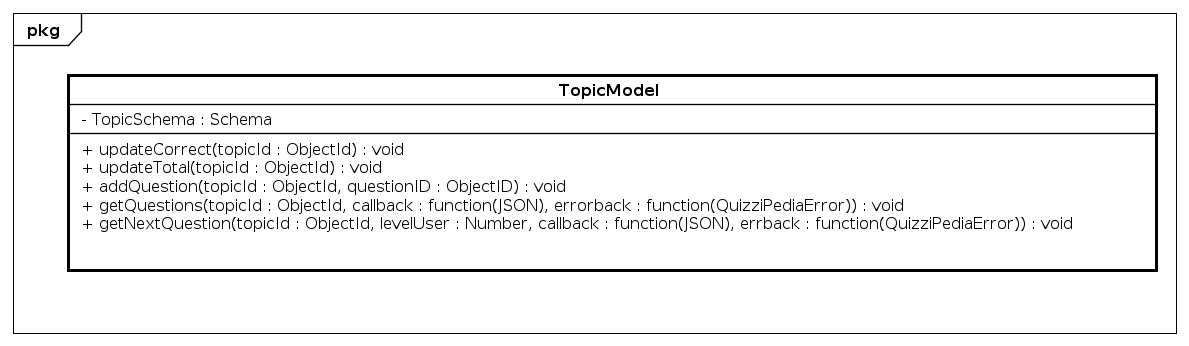 pkg
TopicModel
- TopicSchema : Schema
+ updateCorrect(topicId : ObjectId) : void
+ updateTotal(topicId : ObjectId) : void
+ addQuestion(topicId : ObjectId, questionID : ObjectID) : void
+ getQuestions(topicId : ObjectId, callback : function(JSON), errorback : function(QuizziPediaError)) : void
+ getNextQuestion(topicId : ObjectId, levelUser : Number, callback : function(JSON), errback : function(QuizziPediaError)) : void